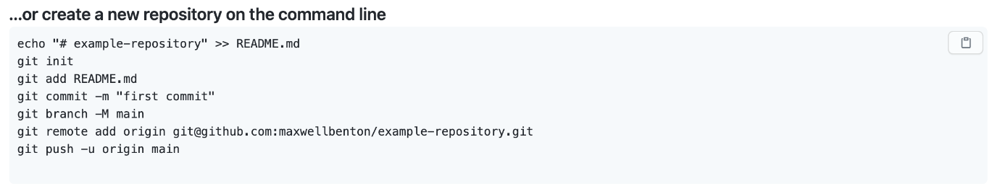 ...or create a new repository on the command line
echo "# example-repository" >> README.md
git init
git add README.md
git commit -m "first commit"
git branch -M main
git remote add origin git@github.com:maxwellbenton/example-repository.git
git push -u origin main